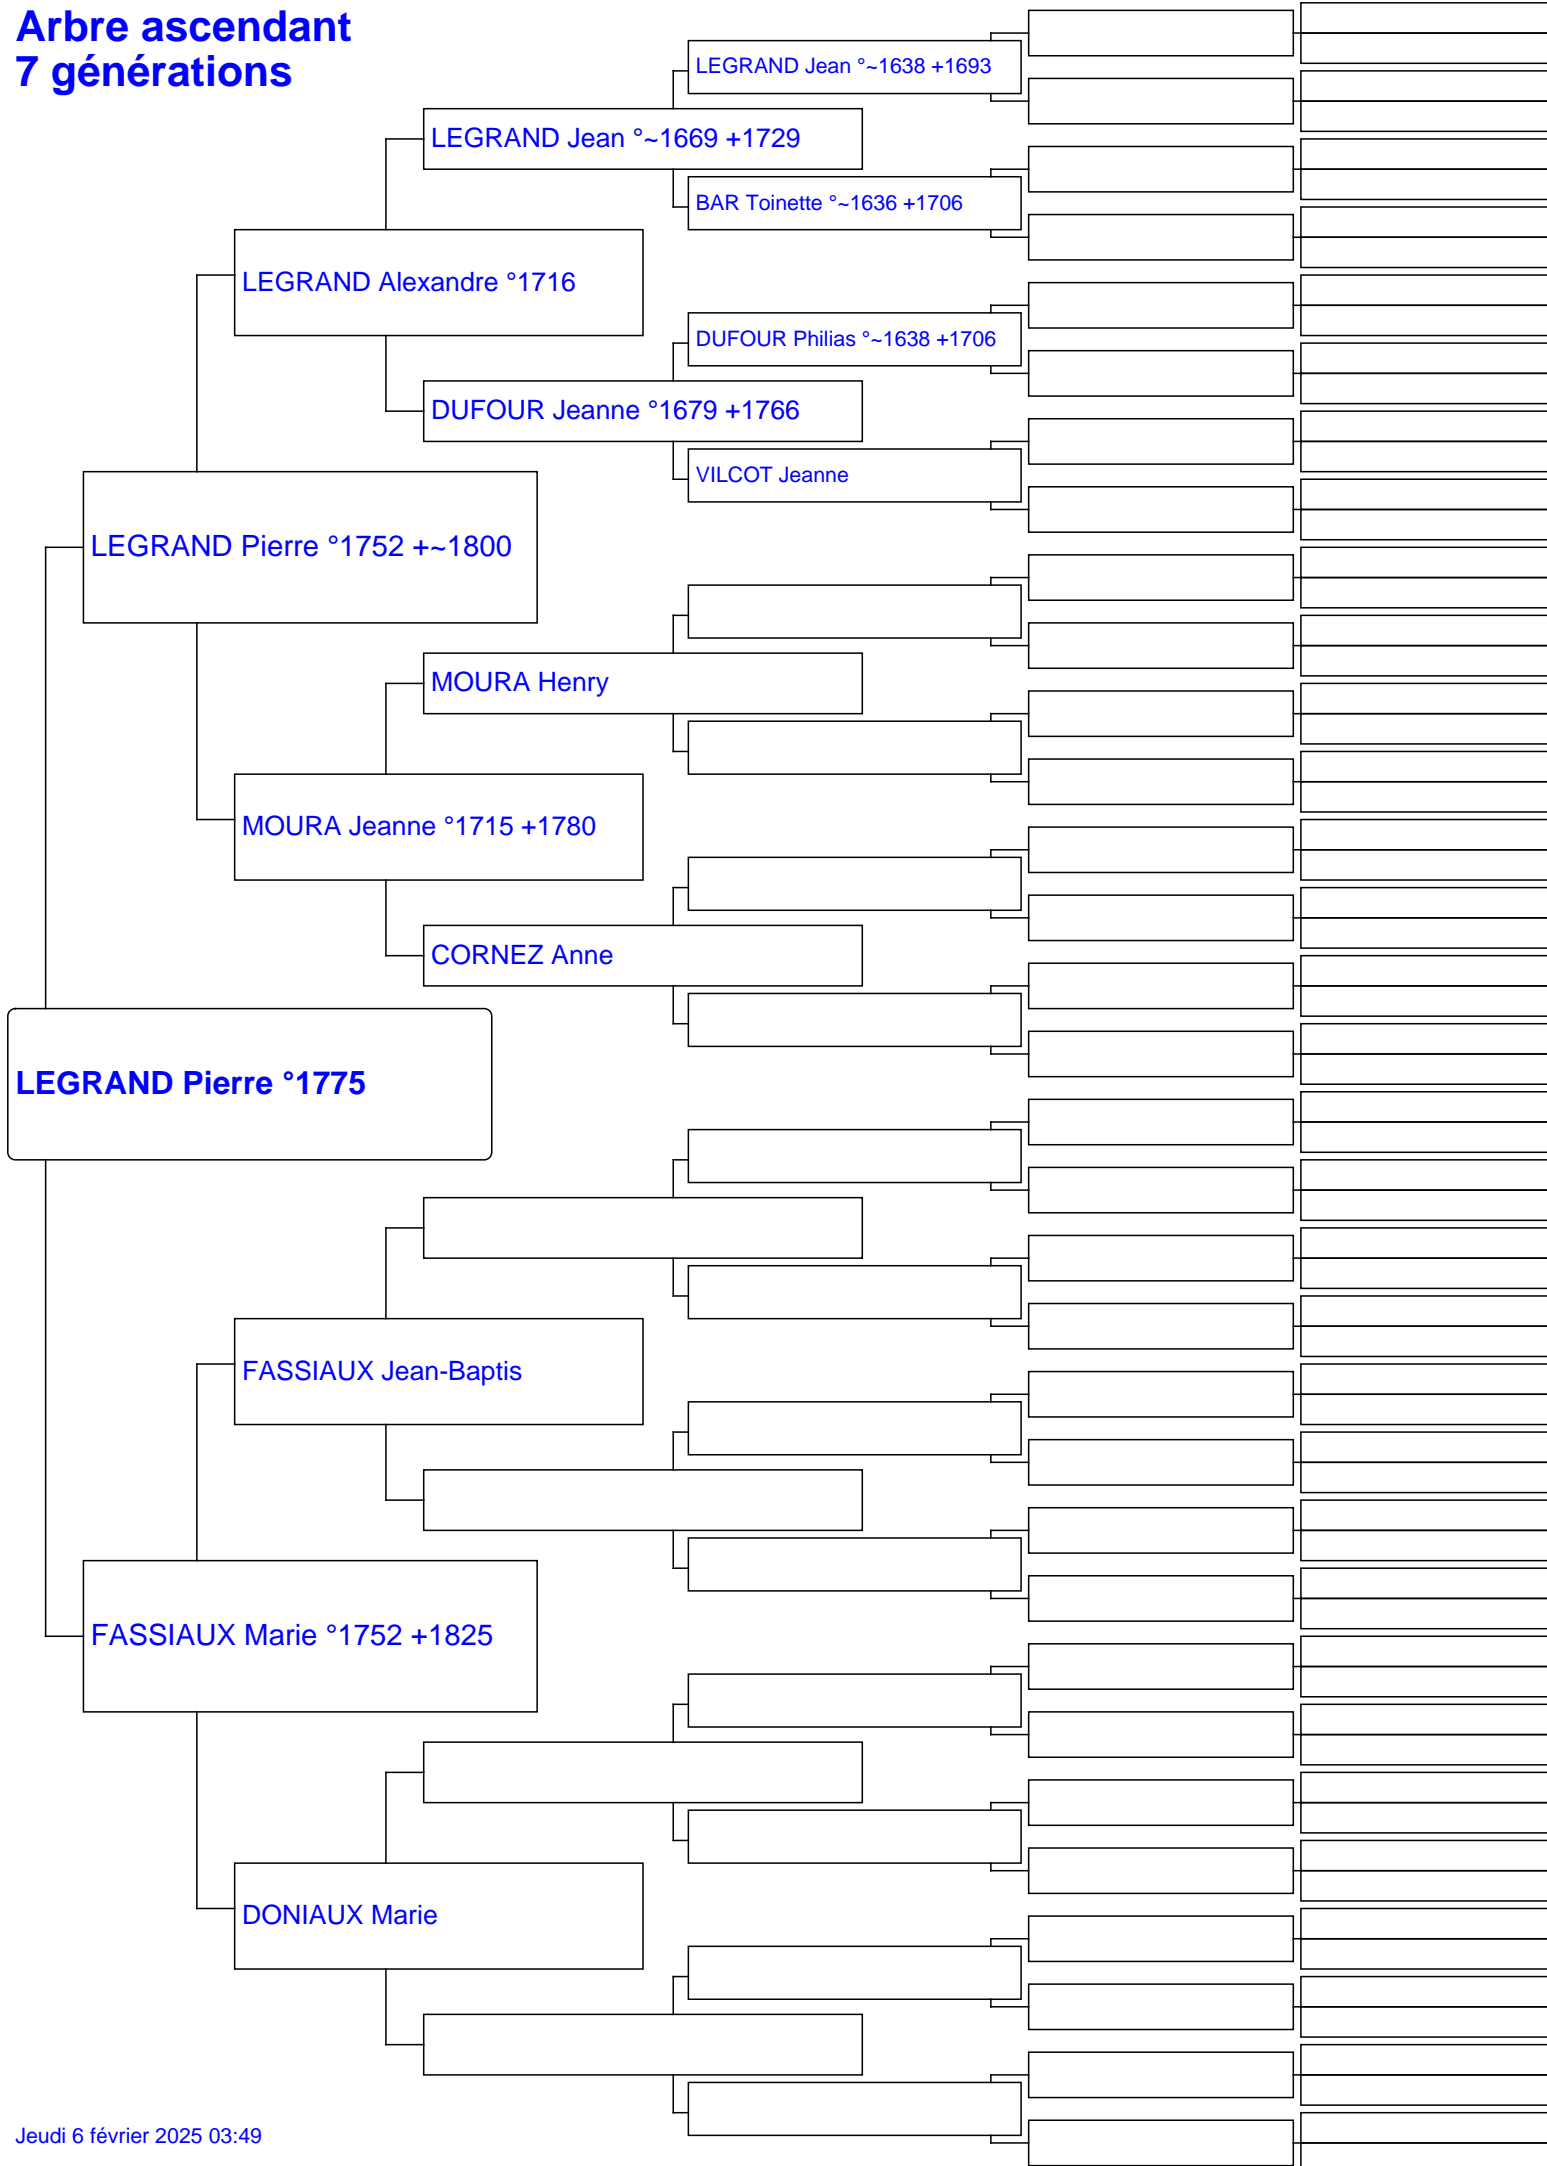 Arbre ascendant
7 générations
LEGRAND Jean °~1638 +1693
LEGRAND Jean °~1669 +1729
BAR Toinette °~1636 +1706
LEGRAND Alexandre °1716
DUFOUR Philias °~1638 +1706
DUFOUR Jeanne °1679 +1766
VILCOT Jeanne
LEGRAND Pierre °1752 +~1800
MOURA Henry
MOURA Jeanne °1715 +1780
CORNEZ Anne
LEGRAND Pierre °1775
FASSIAUX Jean-Baptis
FASSIAUX Marie °1752 +1825
DONIAUX Marie
Jeudi 6 février 2025 03:49